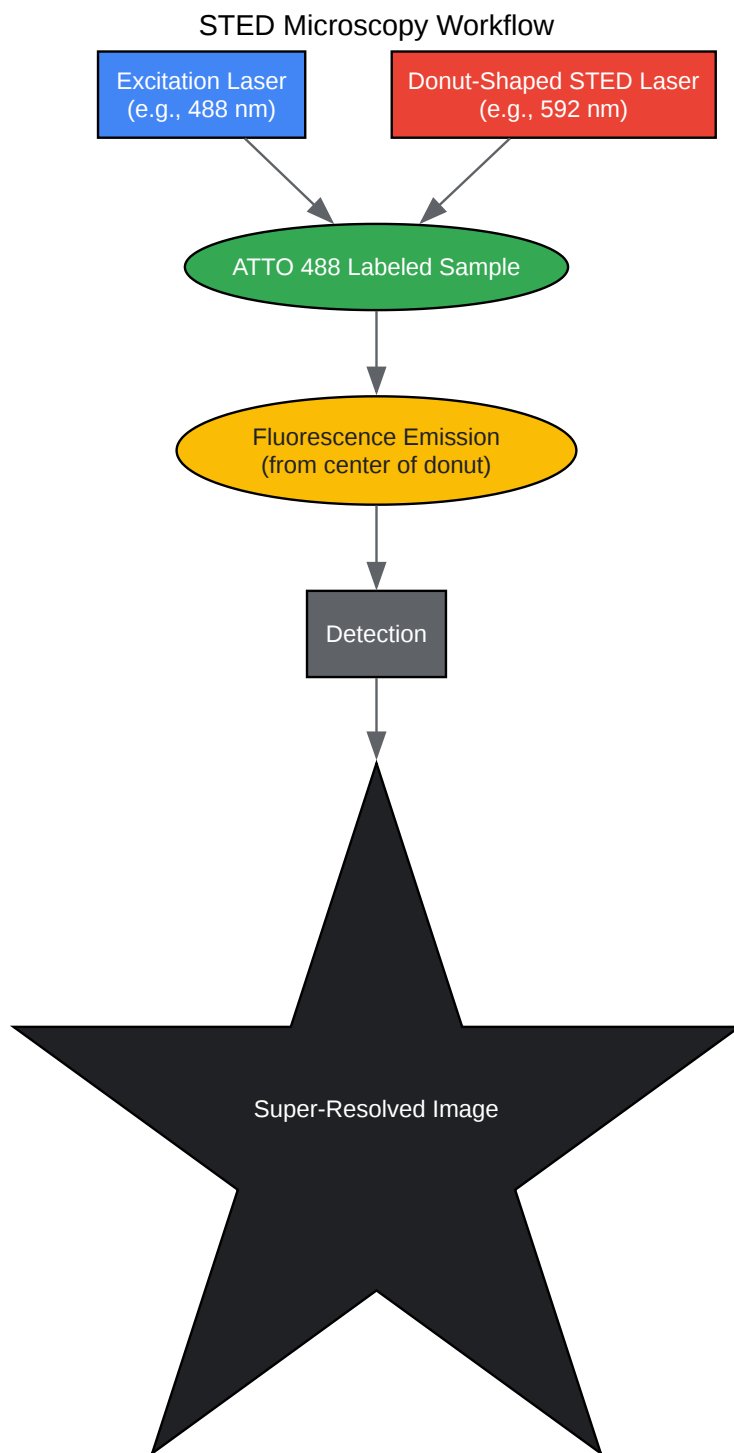 STED Microscopy Workflow
Excitation Laser
(e.g., 488 nm)
Donut-Shaped STED Laser
(e.g., 592 nm)
ATTO 488 Labeled Sample
Fluorescence Emission
(from center of donut)
Detection
Super-Resolved Image